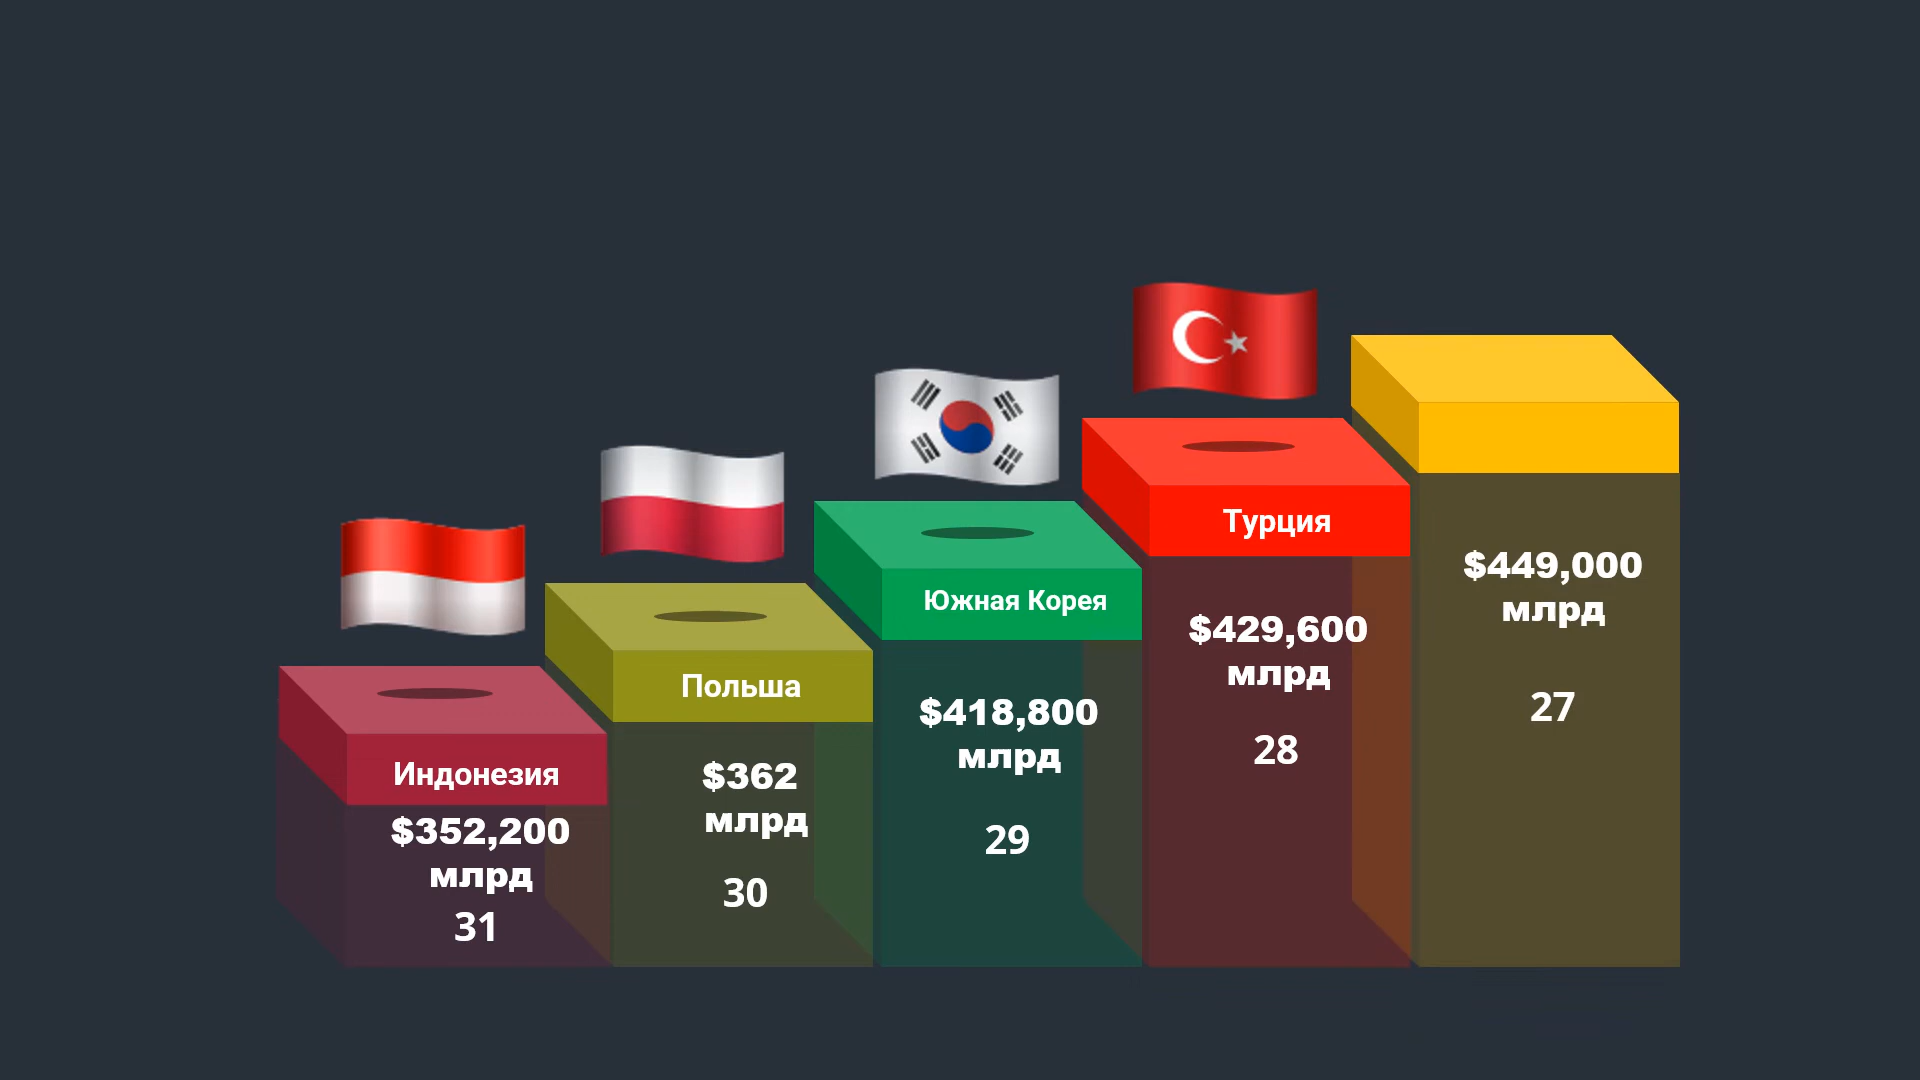 Индонезия
$352,200
млрд
31
Польша
$362
млрд
30
Южная Корея
$418,800
млрд
29
Турция
$429,600
млрд
28
$449,000
млрд
27